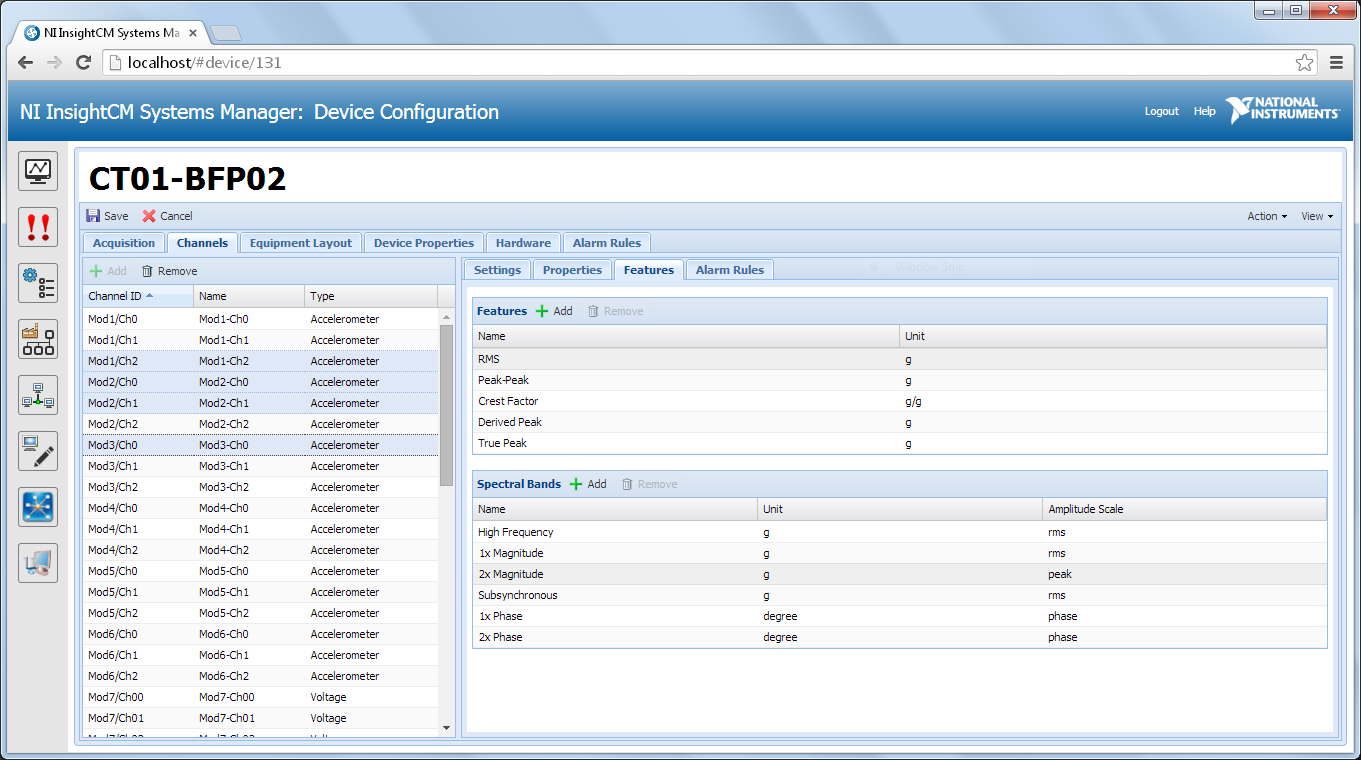 NI InsightCM Systems Ma
localhost/#device/131
NI InsightCM Systems Manager: Device Configuration
Logout Help NATIONAL INSTRUMENTS
CT01-BFP02
Save Cancel Action View
Acquisition Channels Equipment Layout Device Properties Hardware Alarm Rules
Add Remove
Channel ID Name Type
Mod1/Ch0 Mod1-Ch0 Accelerometer
Mod1/Ch1 Mod1-Ch1 Accelerometer
Mod1/Ch2 Mod1-Ch2 Accelerometer
Mod2/Ch0 Mod2-Ch0 Accelerometer
Mod2/Ch1 Mod2-Ch1 Accelerometer
Mod2/Ch2 Mod2-Ch2 Accelerometer
Mod3/Ch0 Mod3-Ch0 Accelerometer
Mod3/Ch1 Mod3-Ch1 Accelerometer
Mod3/Ch2 Mod3-Ch2 Accelerometer
Mod4/Ch0 Mod4-Ch0 Accelerometer
Mod4/Ch1 Mod4-Ch1 Accelerometer
Mod4/Ch2 Mod4-Ch2 Accelerometer
Mod5/Ch0 Mod5-Ch0 Accelerometer
Mod5/Ch1 Mod5-Ch1 Accelerometer
Mod5/Ch2 Mod5-Ch2 Accelerometer
Mod6/Ch0 Mod6-Ch0 Accelerometer
Mod6/Ch1 Mod6-Ch1 Accelerometer
Mod6/Ch2 Mod6-Ch2 Accelerometer
Mod7/Ch00 Mod7-Ch00 Voltage
Mod7/Ch01 Mod7-Ch01 Voltage
Settings Properties Features Alarm Rules
Window Snip
Features Add Remove
Name Unit
RMS g
Peak-Peak g
Crest Factor g/g
Derived Peak g
True Peak g
Spectral Bands Add Remove
Name Unit Amplitude Scale
High Frequency g rms
1x Magnitude g rms
2x Magnitude g peak
Subsynchronous g rms
1x Phase degree phase
2x Phase degree phase